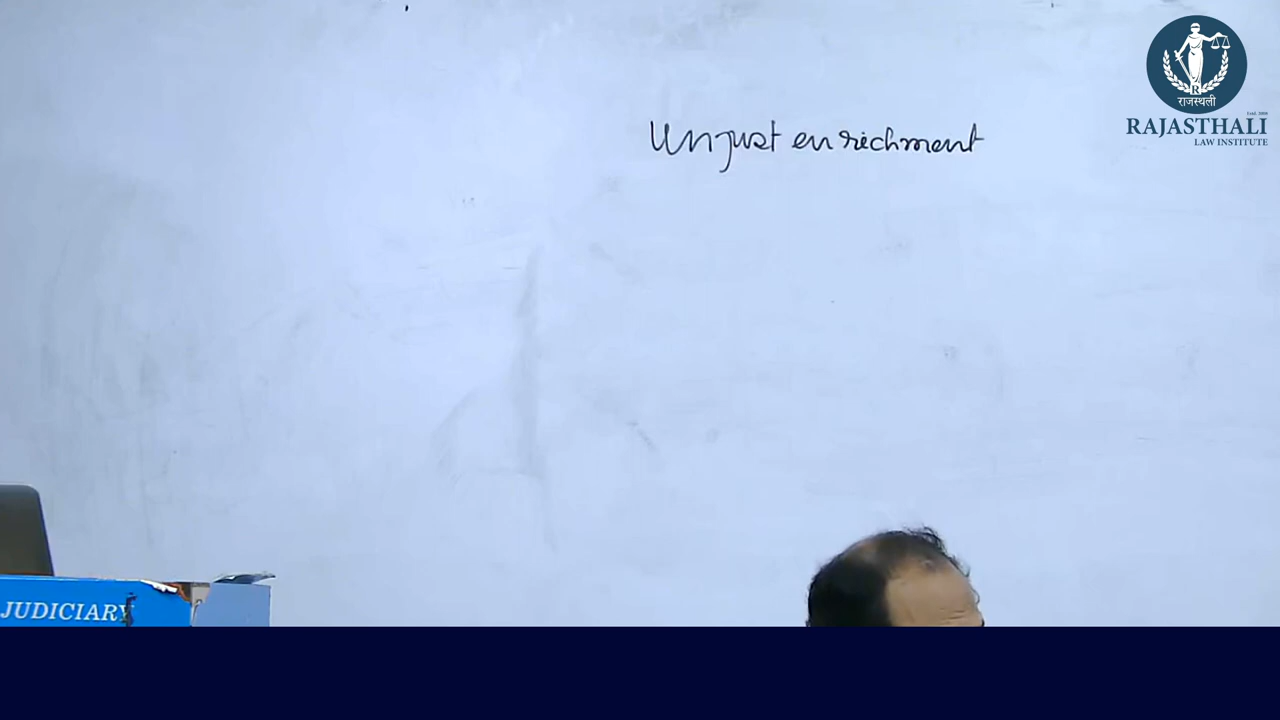 Unjust enrichment
राजस्थली
RAJASTHALI
LAW INSTITUTE
JUDICIARY